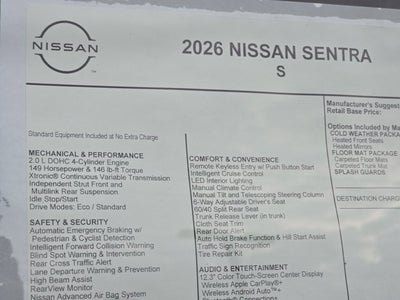 NISSAN
2026 NISSAN SENTRA
S
Standard Equipment Included at No Extra Charge
MECHANICAL & PERFORMANCE
2.0 L DOHC 4-Cylinder Engine
149 Horsepower & 146 lb-ft Torque
Xtronic® Continuous Variable Transmission
Independent Strut Front and
Multilink Rear Suspension
Idle Stop/Start
Drive Modes: Eco / Standard
SAFETY & SECURITY
Automatic Emergency Braking w/
Pedestrian & Cyclist Detection
Intelligent Forward Collision Warning
Blind Spot Warning & Intervention
Rear Cross Traffic Alert
Lane Departure Warning & Prevention
High Beam Assist
RearView Monitor
Nissan Advanced Air Bag System
COMFORT & CONVENIENCE
Remote Keyless Entry w/ Push Button Start
Intelligent Cruise Control
LED Interior Lighting
Manual Climate Control
Manual Tilt and Telescoping Steering Column
6-Way Adjustable Driver's Seat
60/40 Split Rear Seat
Trunk Release Lever (in trunk)
Cloth Seat Trim
Rear Door Alert
Auto Hold Brake Function & Hill Start Assist
Traffic Sign Recognition
Tire Repair Kit
AUDIO & ENTERTAINMENT
12.3" Color Touch-Screen Center Display
Wireless Apple CarPlay®+
Wireless Android Auto™+
Bluetooth® Connections
Manufacturer's Suggest
Retail Base Price:
Options Included by Ma
COLD WEATHER PACKA
Heated Front Seats
Heated Mirrors
FLOOR MAT PACKAGE
Carpeted Floor Mats
Carpeted Trunk Mat
SPLASH GUARDS
DESTINATION CHARG